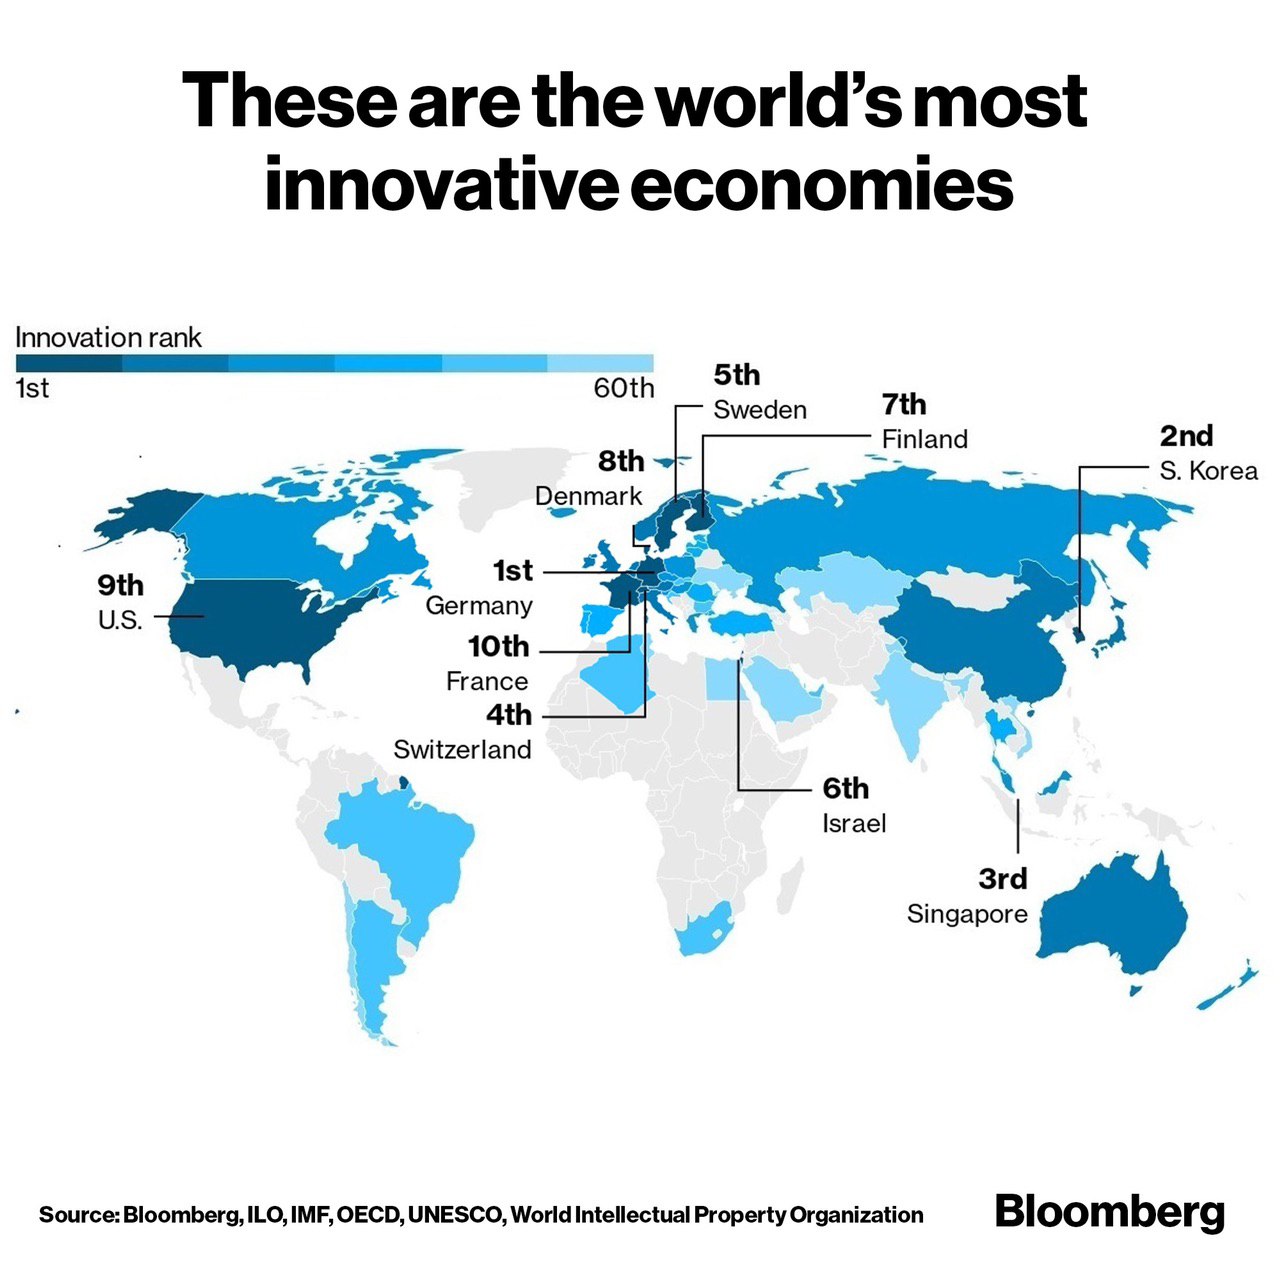 These are the world’s most
innovative economies
Innovation rank
1st
60th
5th
Sweden
7th
Finland
2nd
S. Korea
8th
Denmark
1st
Germany
9th
U.S.
10th
France
4th
Switzerland
6th
Israel
3rd
Singapore
Source: Bloomberg, ILO, IMF, OECD, UNESCO, World Intellectual Property Organization
Bloomberg